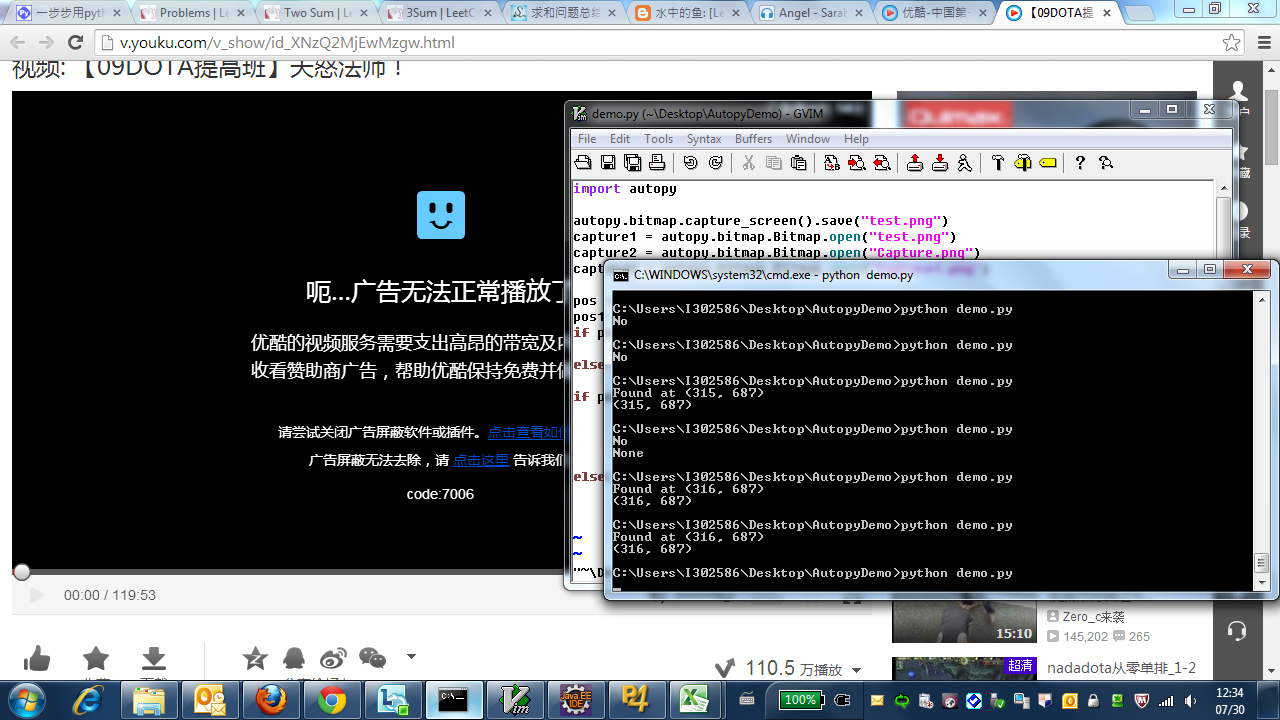 一步步用pyth
Problems | Lee
Two Sum | Lee
3Sum | LeetC
求和问题总结
水中的鱼: [Le
Angel - Sarah
优酷-中国第一
【09DOTA提
v.youku.com/v_show/id_XNzQ2MjEwMzgw.html
视频: 【09DOTA提高班】天怒法师！
呃...广告无法正常播放了
优酷的视频服务需要支出高昂的带宽及内
收看赞助商广告，帮助优酷保持免费并
请尝试关闭广告屏蔽软件或插件。点击查看如何
广告屏蔽无法去除，请 点击这里 告诉我们
code:7006
00:00 / 119:53
110.5 万播放
demo.py (~\Desktop\AutopyDemo) - GVIM
File Edit Tools Syntax Buffers Window Help
import autopy
autopy.bitmap.capture_screen().save("test.png")
capture1 = autopy.bitmap.Bitmap.open("test.png")
capture2 = autopy.bitmap.Bitmap.open("Capture.png")
pos
pos1
if p
else
if p
else
~
~
C:\WINDOWS\system32\cmd.exe - python demo.py
C:\Users\I302586\Desktop\AutopyDemo>python demo.py
No
C:\Users\I302586\Desktop\AutopyDemo>python demo.py
No
C:\Users\I302586\Desktop\AutopyDemo>python demo.py
Found at (315, 687)
(315, 687)
C:\Users\I302586\Desktop\AutopyDemo>python demo.py
No
None
C:\Users\I302586\Desktop\AutopyDemo>python demo.py
Found at (316, 687)
(316, 687)
C:\Users\I302586\Desktop\AutopyDemo>python demo.py
Found at (316, 687)
(316, 687)
C:\Users\I302586\Desktop\AutopyDemo>python demo.py
15:10
Zero_c来袭
145,202 265
超清
nadadota从零单排_1-2
100%
12:34
07/30